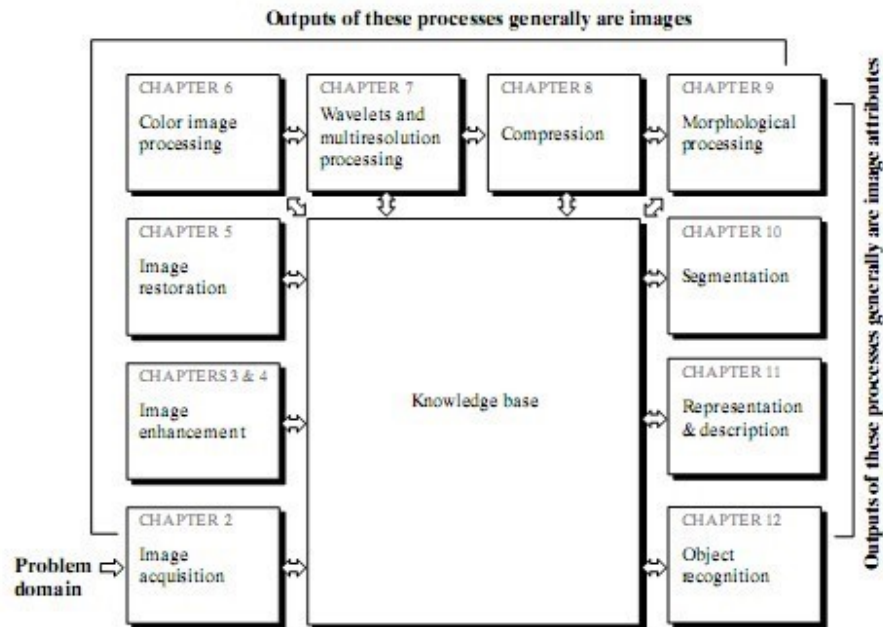 Outputs of these processes generally are images
CHAPTER 6
Color image
processing
CHAPTER 7
Wavelets and
multiresolution
processing
CHAPTER 8
Compression
CHAPTER 9
Morphological
processing
CHAPTER 5
Image
restoration
CHAPTERS 3 & 4
Image
enhancement
CHAPTER 2
Image
acquisition
Problem
domain
Knowledge base
CHAPTER 10
Segmentation
CHAPTER 11
Representation
& description
CHAPTER 12
Object
recognition
Outputs of these processes generally are image attributes